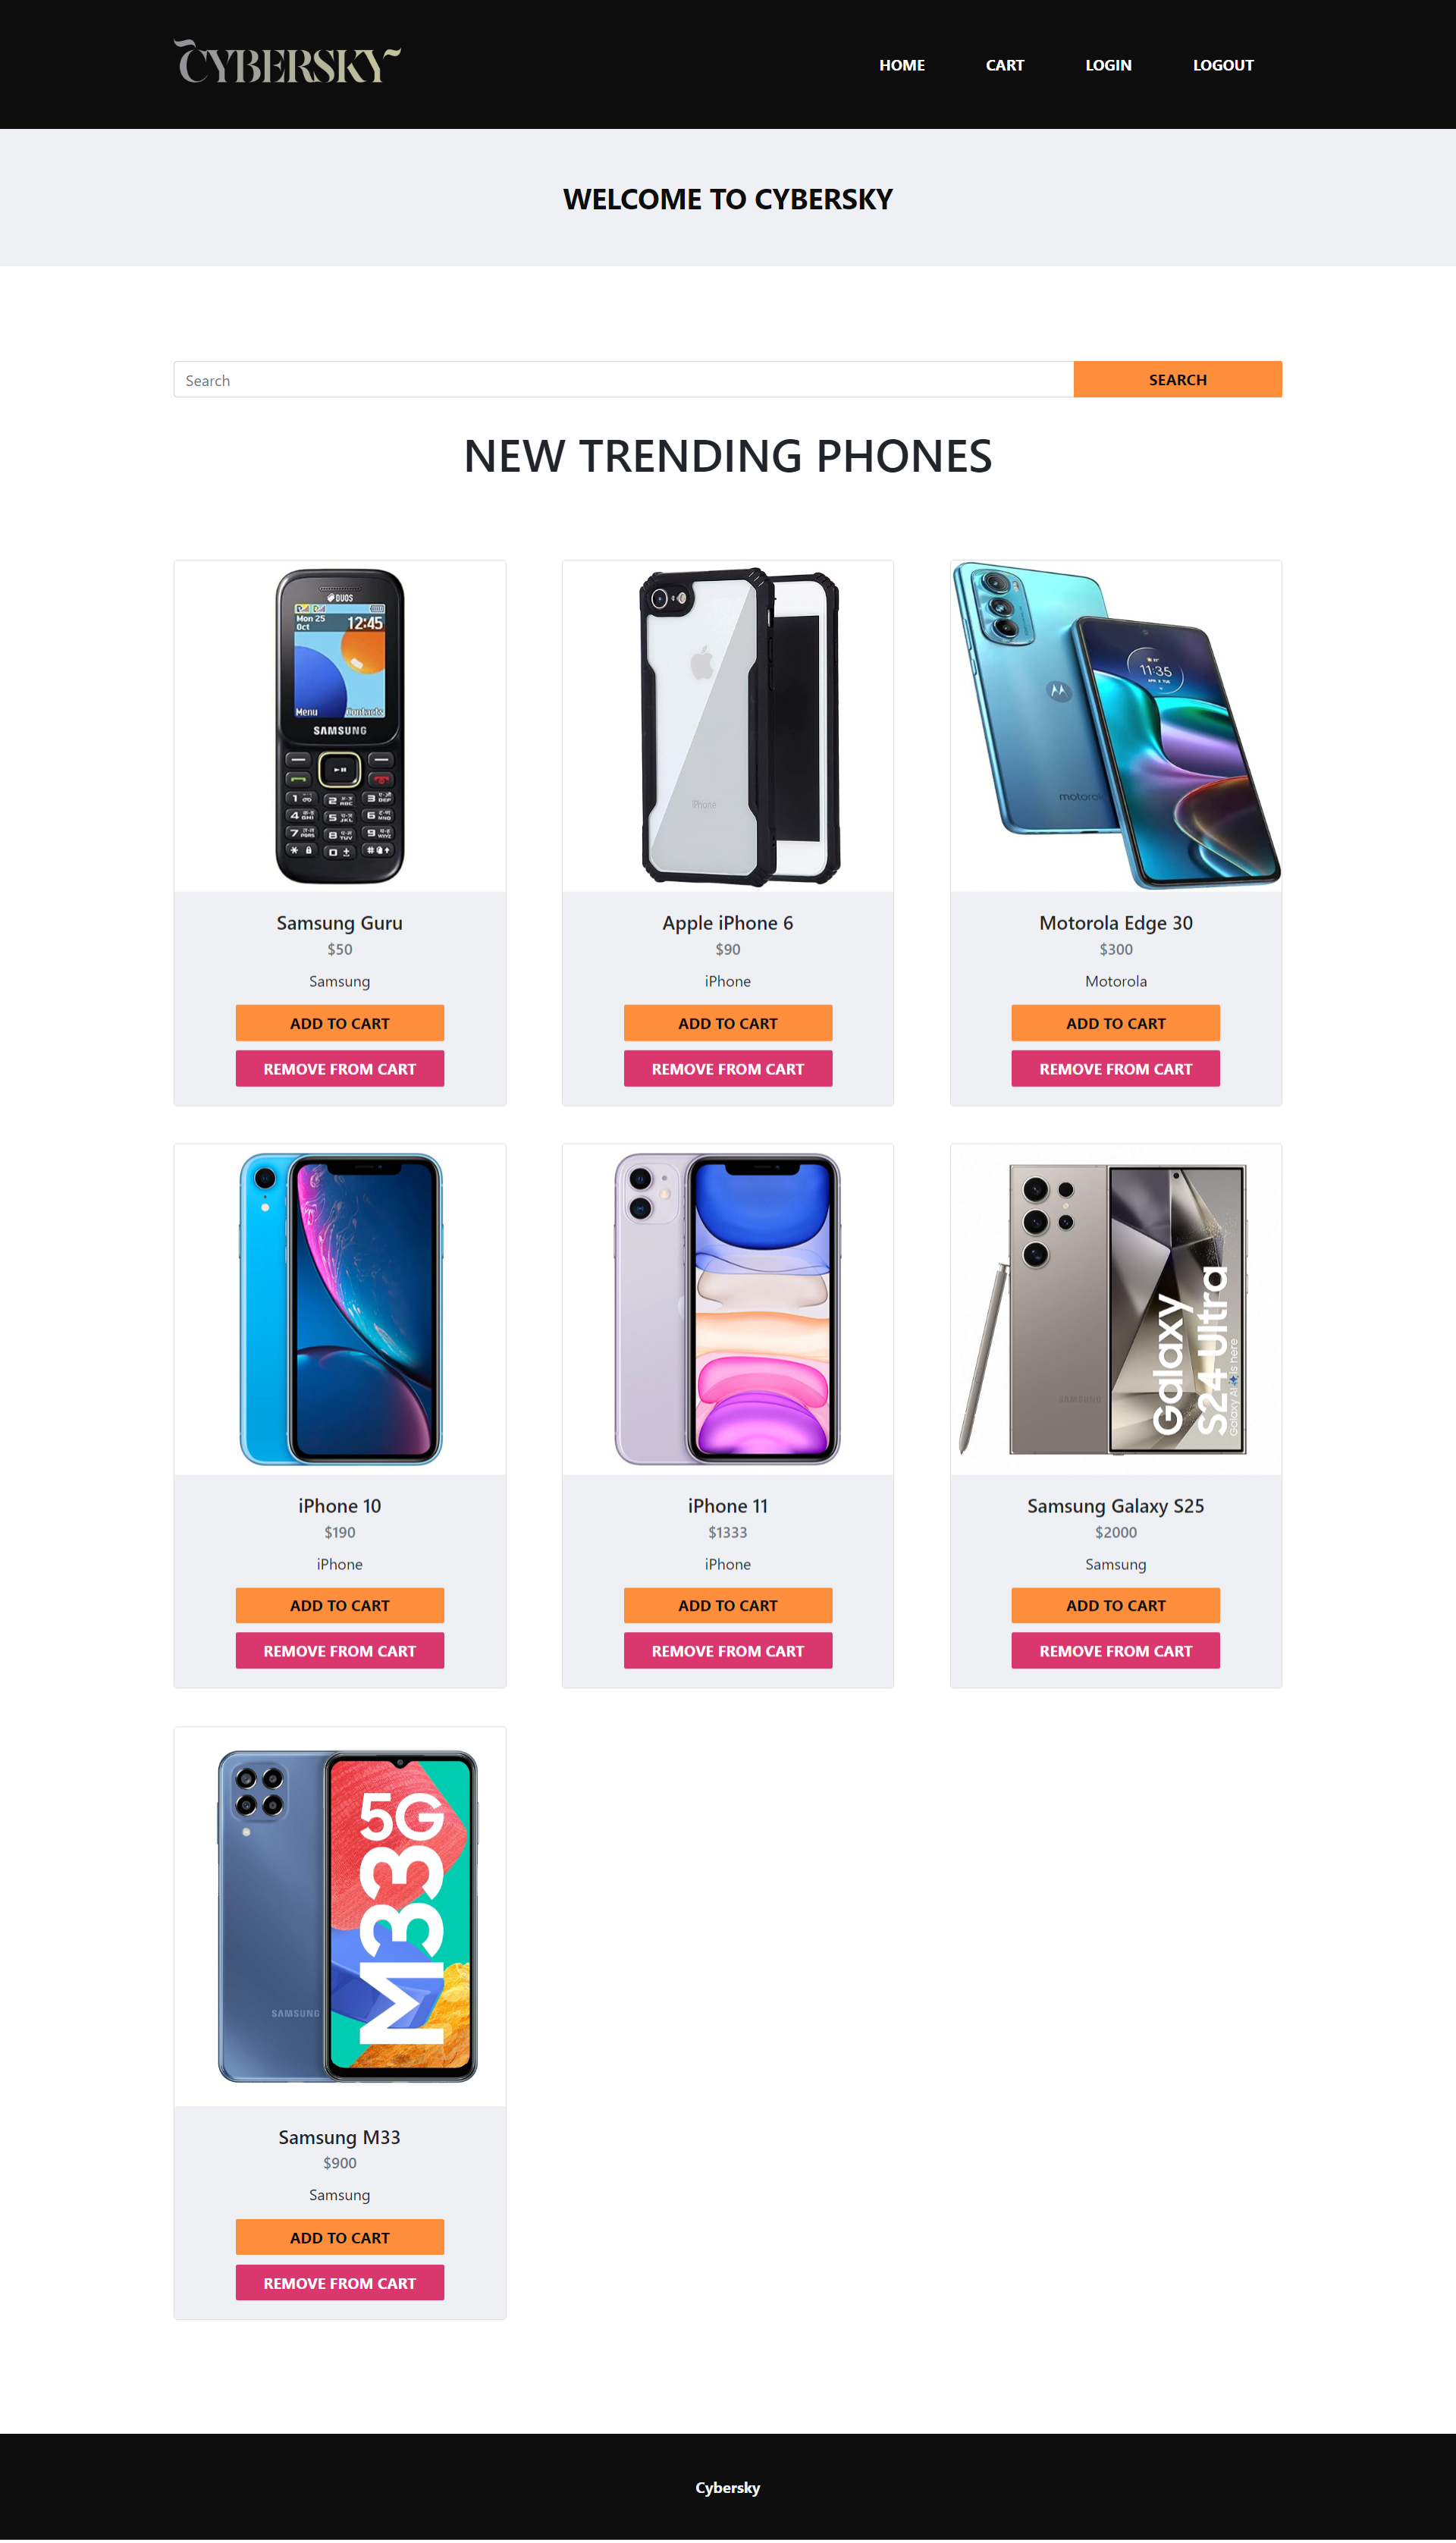 CYBERSKY
HOME CART LOGIN LOGOUT
WELCOME TO CYBERSKY
Search SEARCH
NEW TRENDING PHONES
DUOS
Mon 25
Oct 12:45
Menu Contacts
SAMSUNG
iPhone
11:35
motorola
Samsung Guru
$50
Samsung
ADD TO CART
REMOVE FROM CART
Apple iPhone 6
$90
iPhone
ADD TO CART
REMOVE FROM CART
Motorola Edge 30
$300
Motorola
ADD TO CART
REMOVE FROM CART
Galaxy
S24 Ultra
Galaxy AI is here
SAMSUNG
iPhone 10
$190
iPhone
ADD TO CART
REMOVE FROM CART
iPhone 11
$1333
iPhone
ADD TO CART
REMOVE FROM CART
Samsung Galaxy S25
$2000
Samsung
ADD TO CART
REMOVE FROM CART
M33 5G
SAMSUNG
Samsung M33
$900
Samsung
ADD TO CART
REMOVE FROM CART
Cybersky